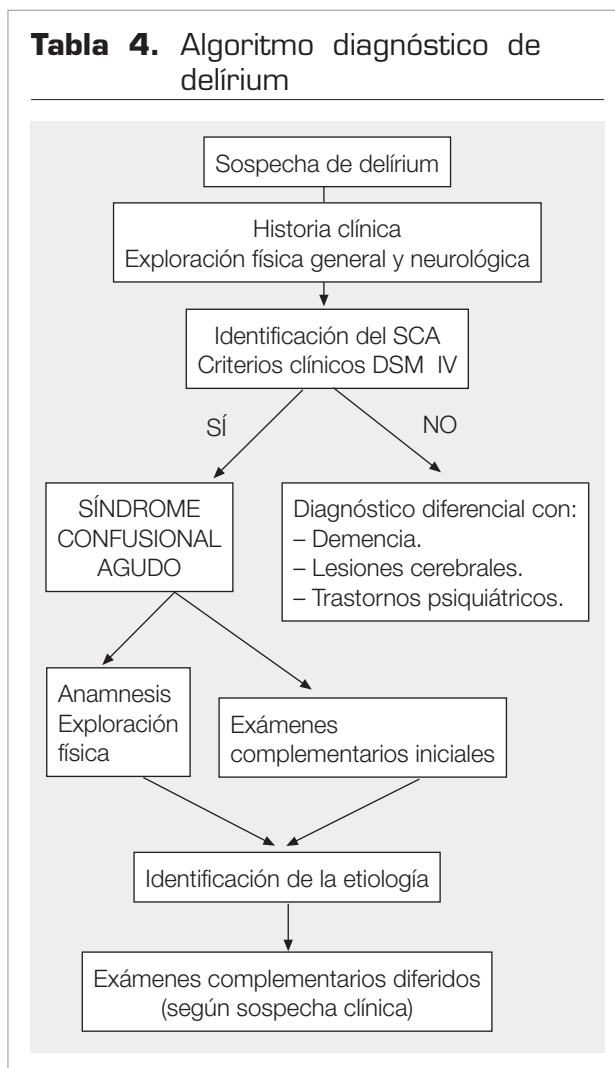 Tabla 4. Algoritmo diagnóstico de
delírium
Sospecha de delírium
Historia clínica
Exploración física general y neurológica
Identificación del SCA
Criterios clínicos DSM IV
SÍ
NO
SÍNDROME
CONFUSIONAL
AGUDO
Diagnóstico diferencial con:
– Demencia.
– Lesiones cerebrales.
– Trastornos psiquiátricos.
Anamnesis
Exploración
física
Exámenes
complementarios iniciales
Identificación de la etiología
Exámenes complementarios diferidos
(según sospecha clínica)